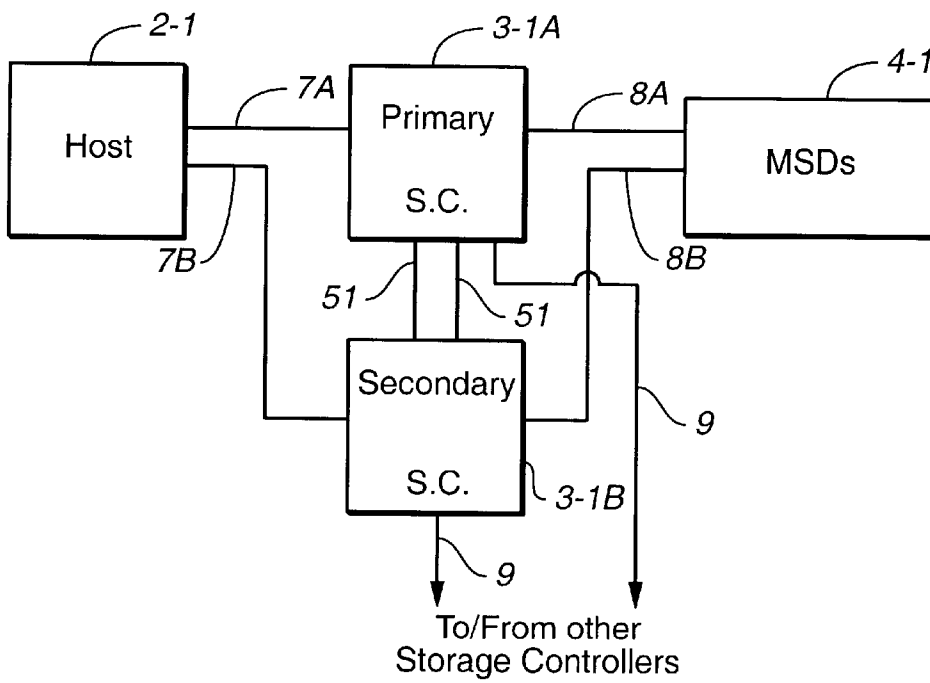 2-1
3-1A
4-1
7A
8A
Host
Primary
S.C.
MSDs
7B
8B
51
51
Secondary
S.C.
9
3-1B
9
To/From other
Storage Controllers